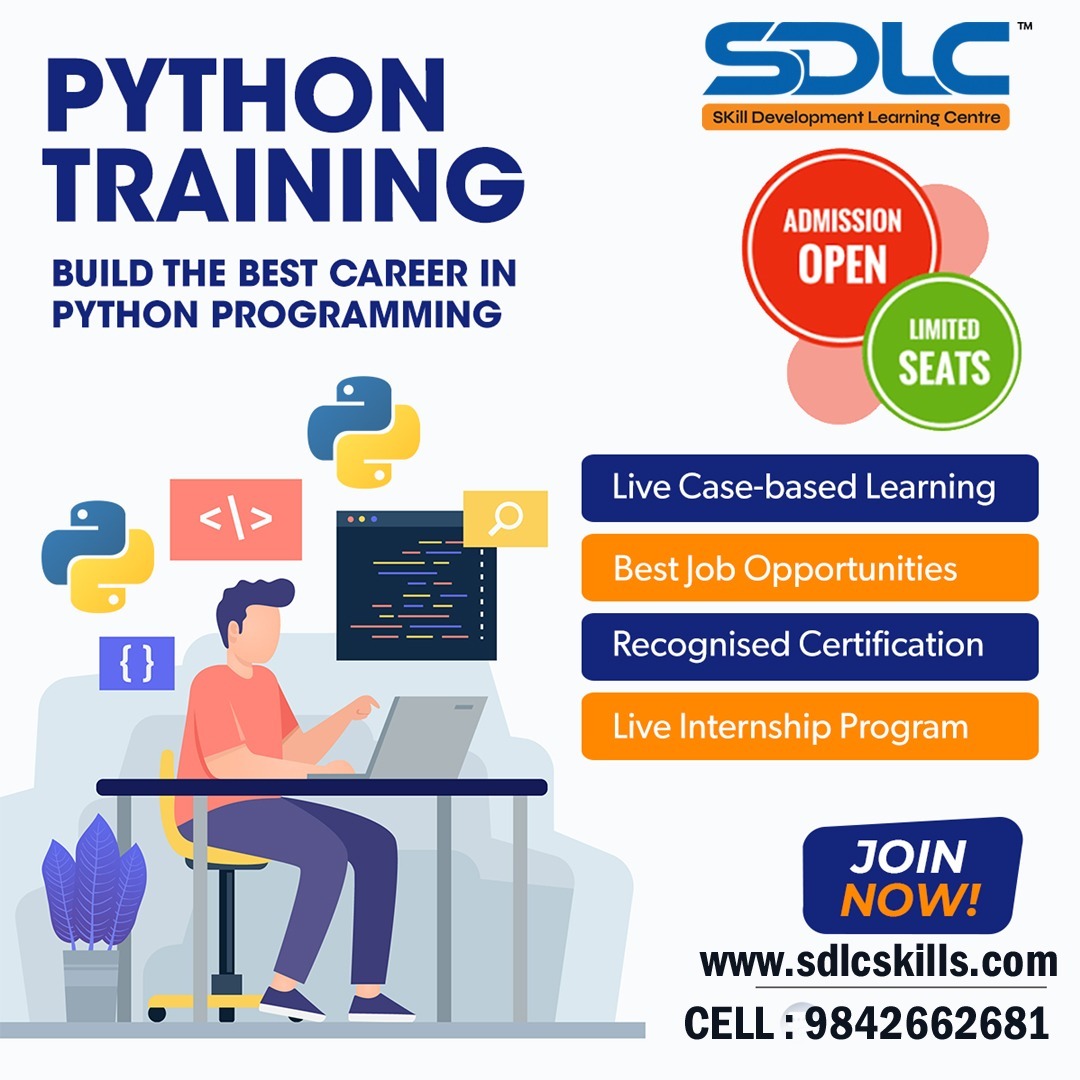 PYTHON
TRAINING
BUILD THE BEST CAREER IN
PYTHON PROGRAMMING
SDLC ™
SKill Development Learning Centre
ADMISSION
OPEN
LIMITED
SEATS
</>
{ }
Live Case-based Learning
Best Job Opportunities
Recognised Certification
Live Internship Program
JOIN
NOW!
www.sdlcskills.com
CELL : 9842662681